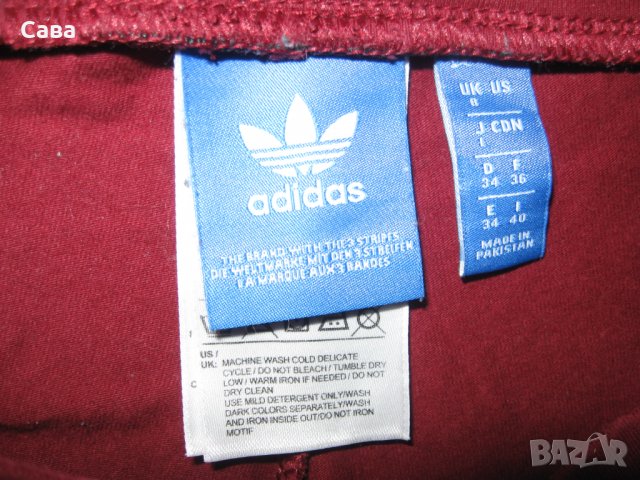 Caba
adidas
THE BRAND WITH THE 3 STRIPES
DIE WELTMARKE MIT DEN 3 STREIFEN
LA MARQUE AUX 3 BANDES
US /
UK: MACHINE WASH COLD DELICATE
CYCLE / DO NOT BLEACH / TUMBLE DRY
LOW / WARM IRON IF NEEDED / DO NOT
DRY CLEAN
USE MILD DETERGENT ONLY/WASH
DARK COLORS SEPARATELY/WASH
AND IRON INSIDE OUT/DO NOT IRON
MOTIF
C
UK US
8
J CDN
L
D F
34 36
E I
34 40
MADE IN
PAKISTAN
BAZAR